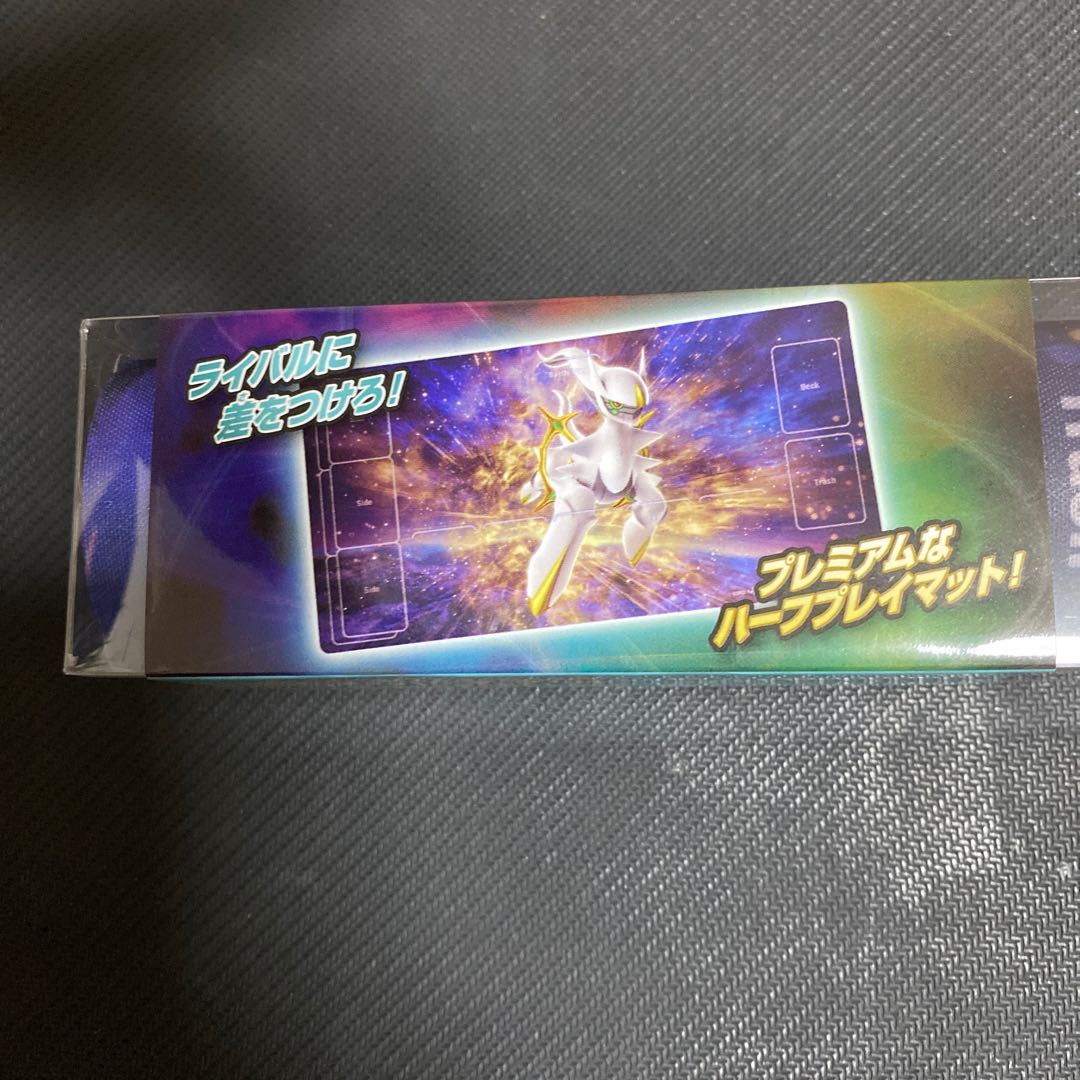 ライバルに
差をつけろ!
Deck
Side
Trash
Side
プレミアムな
ハーフプレイマット!